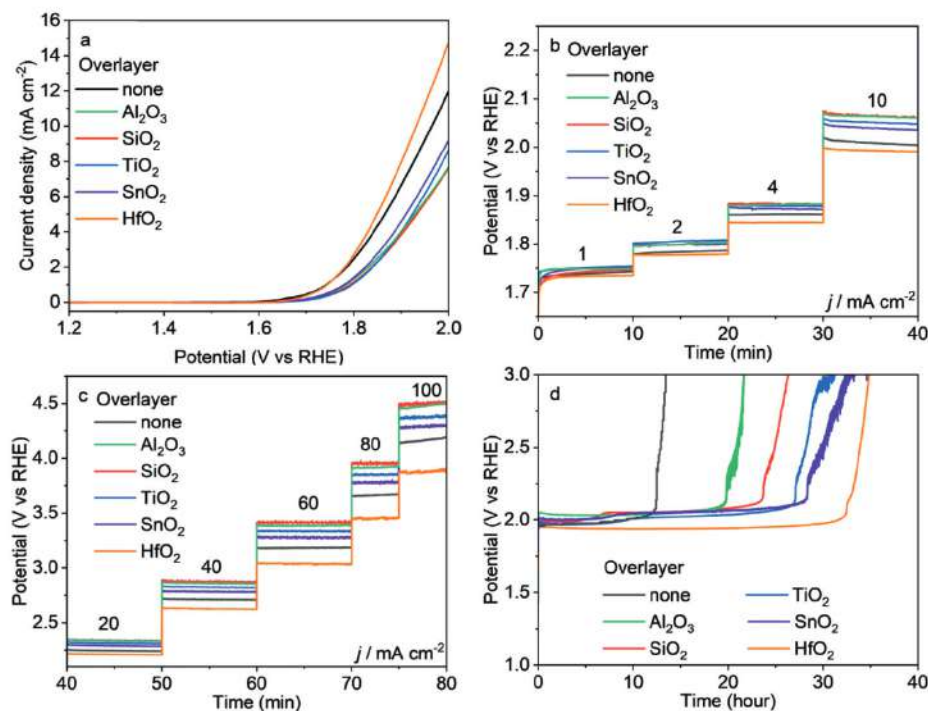 a
Overlayer
none
Al₂O₃
SiO₂
TiO₂
SnO₂
HfO₂
Current density (mA cm⁻²)
16
14
12
10
8
6
4
2
0
1.2 1.4 1.6 1.8 2.0
Potential (V vs RHE)
b
Overlayer
none
Al₂O₃
SiO₂
TiO₂
SnO₂
HfO₂
Potential (V vs RHE)
2.2
2.1
2.0
1.9
1.8
1.7
1 2 4 10
j / mA cm⁻²
0 10 20 30 40
Time (min)
c
Overlayer
none
Al₂O₃
SiO₂
TiO₂
SnO₂
HfO₂
Potential (V vs RHE)
4.5
4.0
3.5
3.0
2.5
20 40 60 80 100
j / mA cm⁻²
40 50 60 70 80
Time (min)
d
Potential (V vs RHE)
3.0
2.5
2.0
1.5
1.0
Overlayer
none TiO₂
Al₂O₃ SnO₂
SiO₂ HfO₂
0 10 20 30 40
Time (hour)